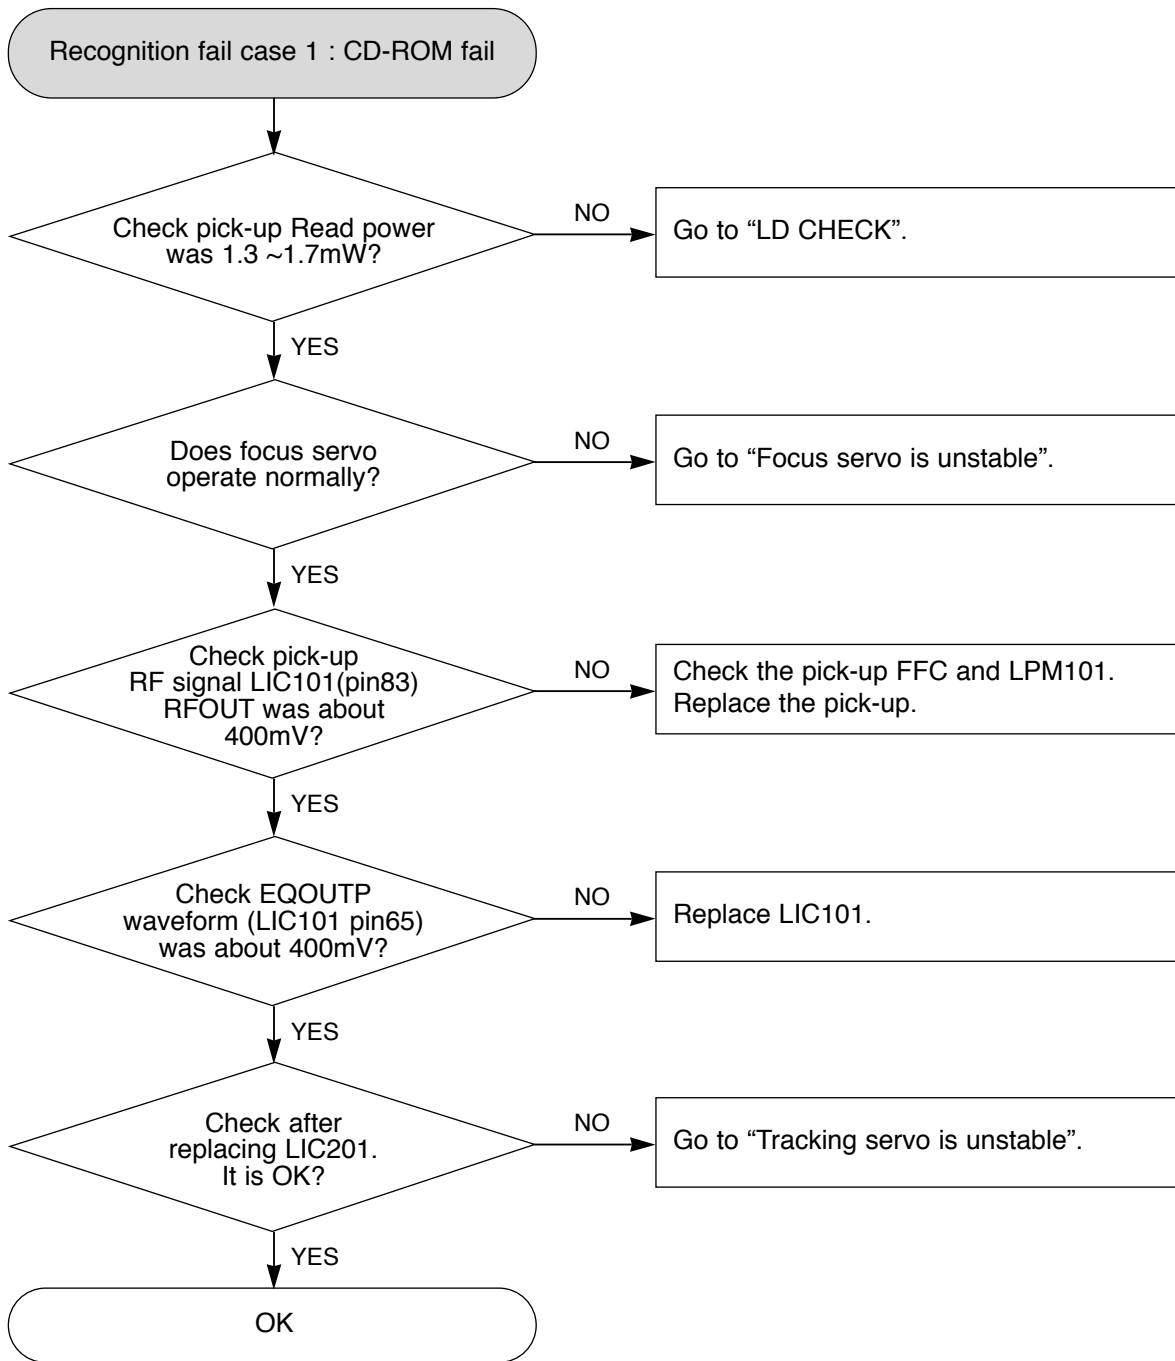 Recognition fail case 1 : CD-ROM fail
Check pick-up Read power
was 1.3 ~1.7mW?
NO
Go to “LD CHECK”.
YES
Does focus servo
operate normally?
NO
Go to “Focus servo is unstable”.
YES
Check pick-up
RF signal LIC101(pin83)
RFOUT was about
400mV?
NO
Check the pick-up FFC and LPM101.
Replace the pick-up.
YES
Check EQOUTP
waveform (LIC101 pin65)
was about 400mV?
NO
Replace LIC101.
YES
Check after
replacing LIC201.
It is OK?
NO
Go to “Tracking servo is unstable”.
YES
OK